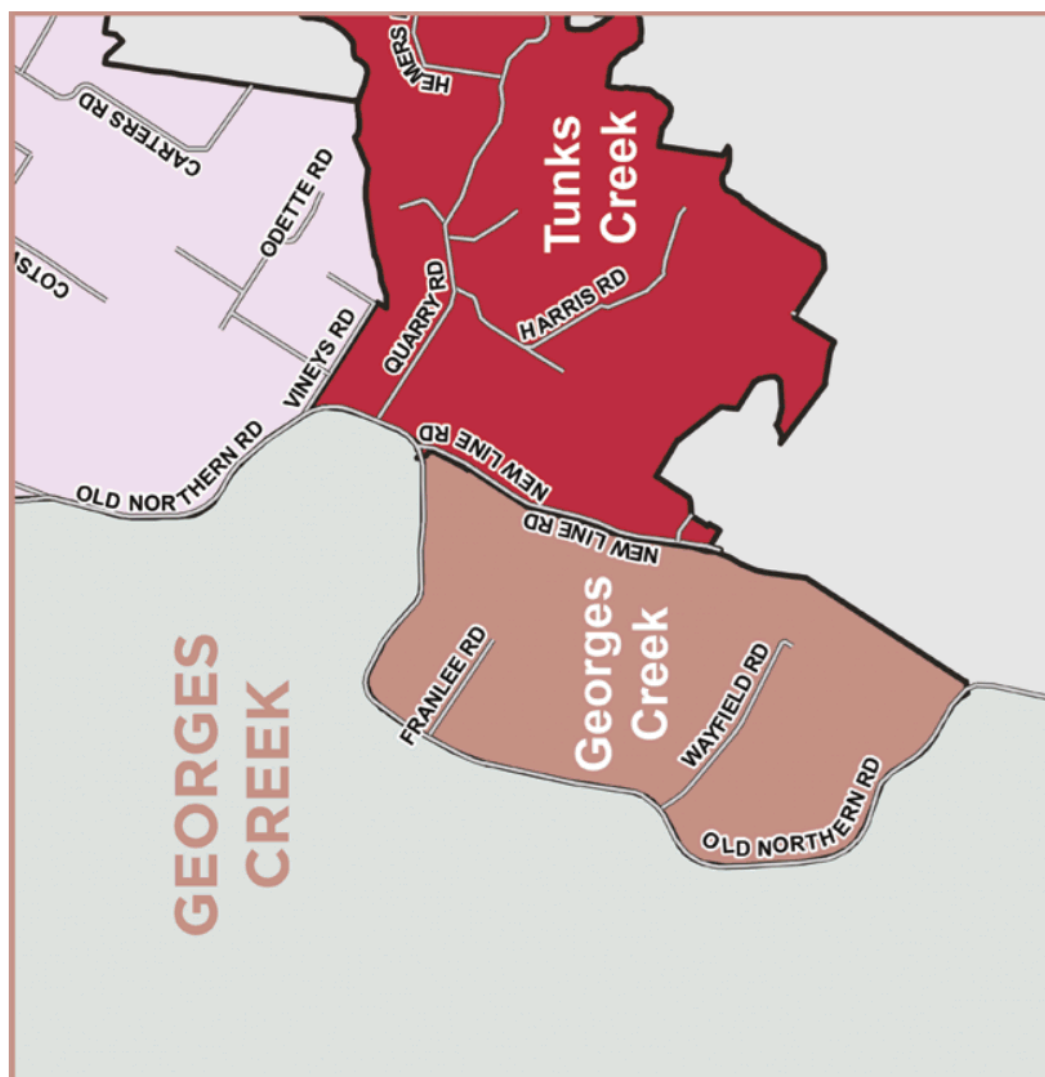 HEMERS
CARTERS RD
ODETTE RD
Tunks
Creek
QUARRY RD
HARRIS RD
VINEYS RD
OLD NORTHERN RD
NEW LINE RD
NEW LINE RD
GEORGES
CREEK
Georges
Creek
FRANLEE RD
WAYFIELD RD
OLD NORTHERN RD